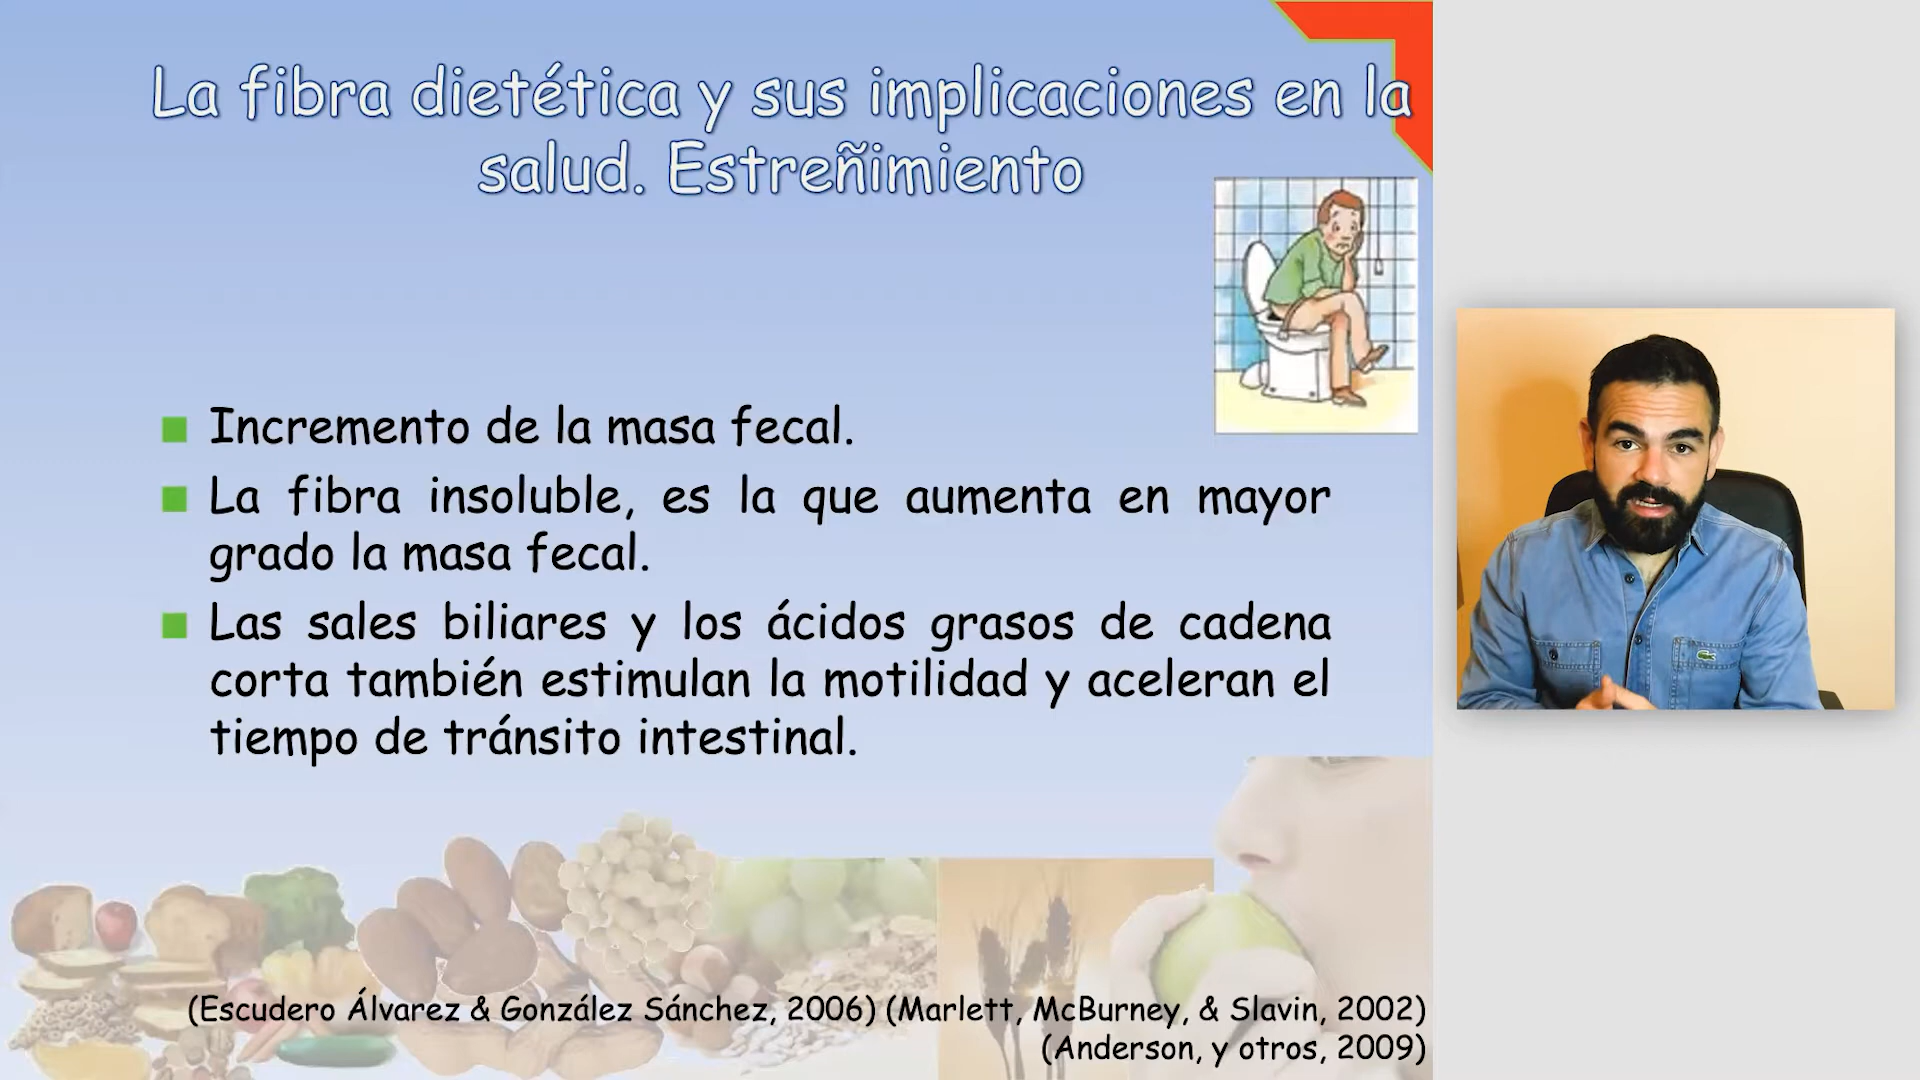 La fibra dietética y sus implicaciones en la
salud. Estreñimiento
Incremento de la masa fecal.
La fibra insoluble, es la que aumenta en mayor
grado la masa fecal.
Las sales biliares y los ácidos grasos de cadena
corta también estimulan la motilidad y aceleran el
tiempo de tránsito intestinal.
(Escudero Álvarez & González Sánchez, 2006) (Marlett, McBurney, & Slavin, 2002)
(Anderson, y otros, 2009)